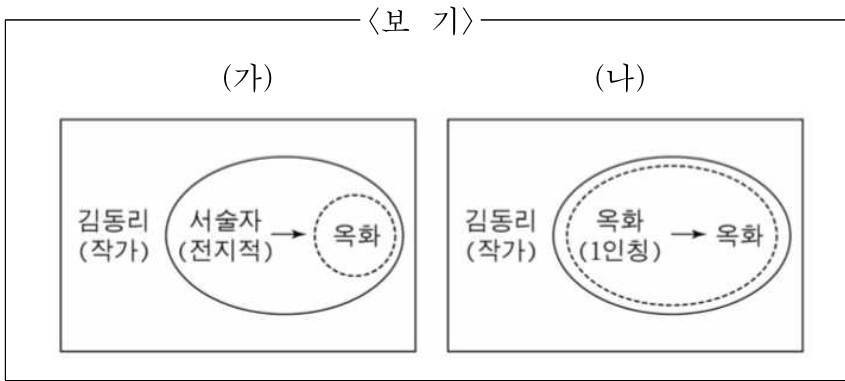 〈보 기〉
(가) (나)
김동리 서술자 → 옥화
(작가) (전지적)
김동리 옥화 → 옥화
(작가) (1인칭)